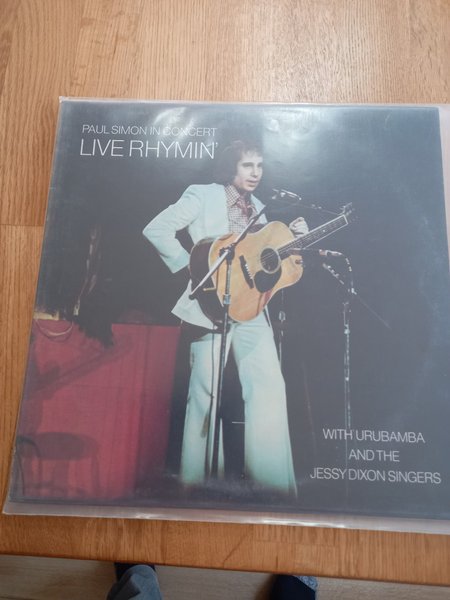 PAUL SIMON IN CONCERT
LIVE RHYMIN'
WITH URUBAMBA
AND THE
JESSY DIXON SINGERS